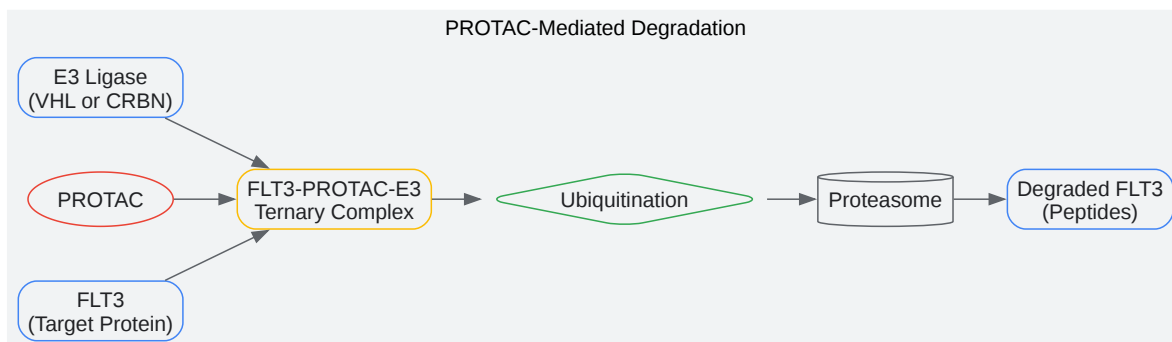 PROTAC-Mediated Degradation
E3 Ligase
(VHL or CRBN)
PROTAC
FLT3
(Target Protein)
FLT3-PROTAC-E3
Ternary Complex
Ubiquitination
Proteasome
Degraded FLT3
(Peptides)